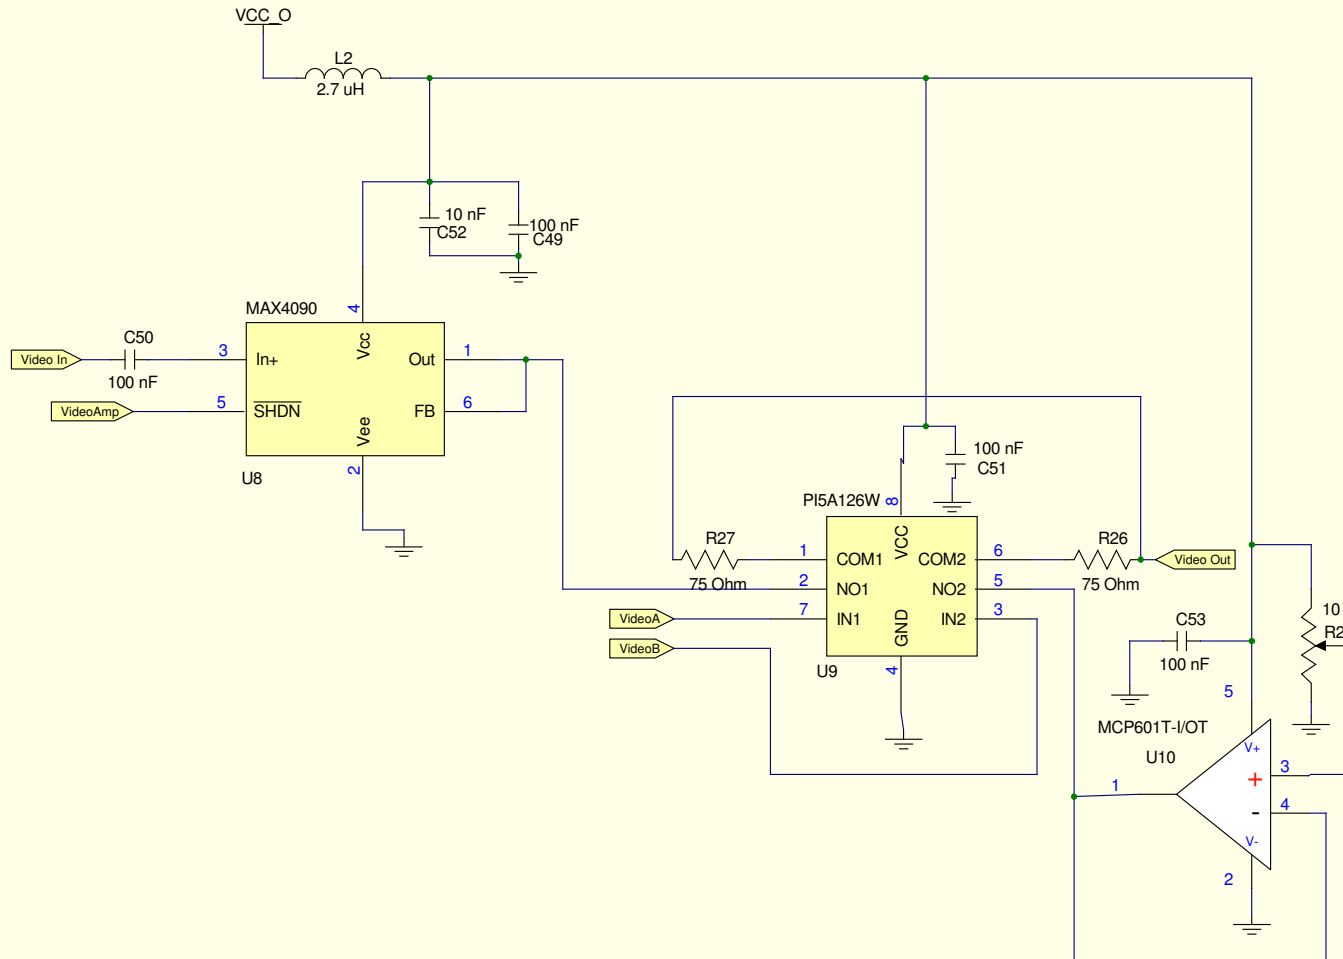 VCC_O
L2
2.7 uH
10 nF
C52
100 nF
C49
MAX4090
4
Vcc
C50
Video In
100 nF
3
In+
Out
1
VideoAmp
5
SHDN
FB
6
Vee
2
U8
100 nF
C51
PI5A126W
8
R27
75 Ohm
1
COM1
VCC
COM2
6
R26
75 Ohm
Video Out
2
NO1
NO2
5
VideoA
7
IN1
GND
IN2
3
VideoB
U9
4
C53
100 nF
10
R2
5
MCP601T-I/OT
U10
V+
+
3
1
-
4
V-
2